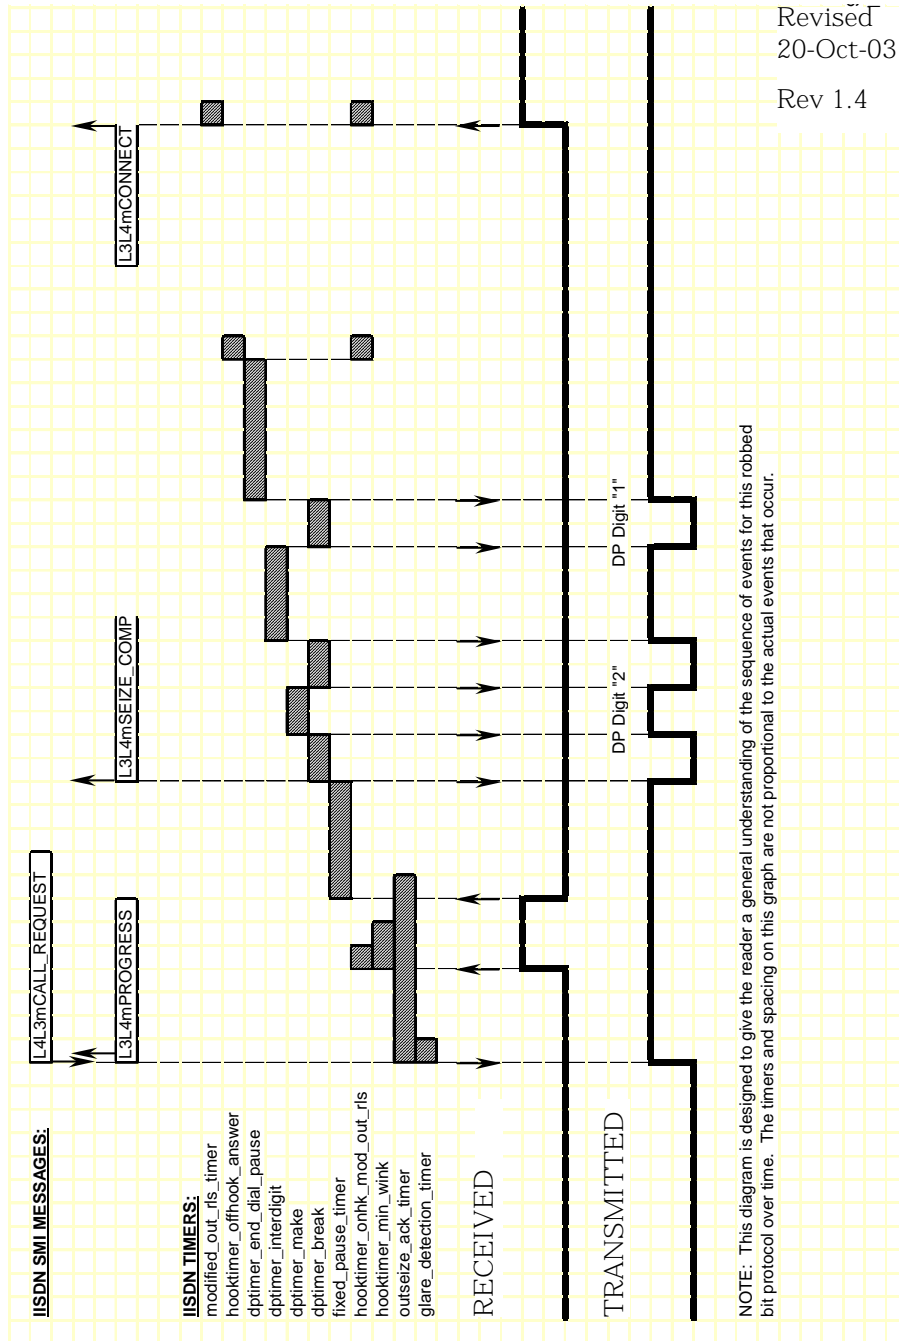 Revised
20-Oct-03
Rev 1.4
IISDN SMI MESSAGES:
L4L3mCALL_REQUEST
L3L4mPROGRESS
L3L4mSEIZE_COMP
L3L4mCONNECT
IISDN TIMERS:
modified_out_rls_timer
hooktimer_offhook_answer
dptimer_end_dial_pause
dptimer_interdigit
dptimer_make
dptimer_break
fixed_pause_timer
hooktimer_onhk_mod_out_rls
hooktimer_min_wink
outseize_ack_timer
glare_detection_timer
RECEIVED
TRANSMITTED
DP Digit "2"
DP Digit "1"
NOTE: This diagram is designed to give the reader a general understanding of the sequence of events for this robbed
bit protocol over time. The timers and spacing on this graph are not proportional to the actual events that occur.